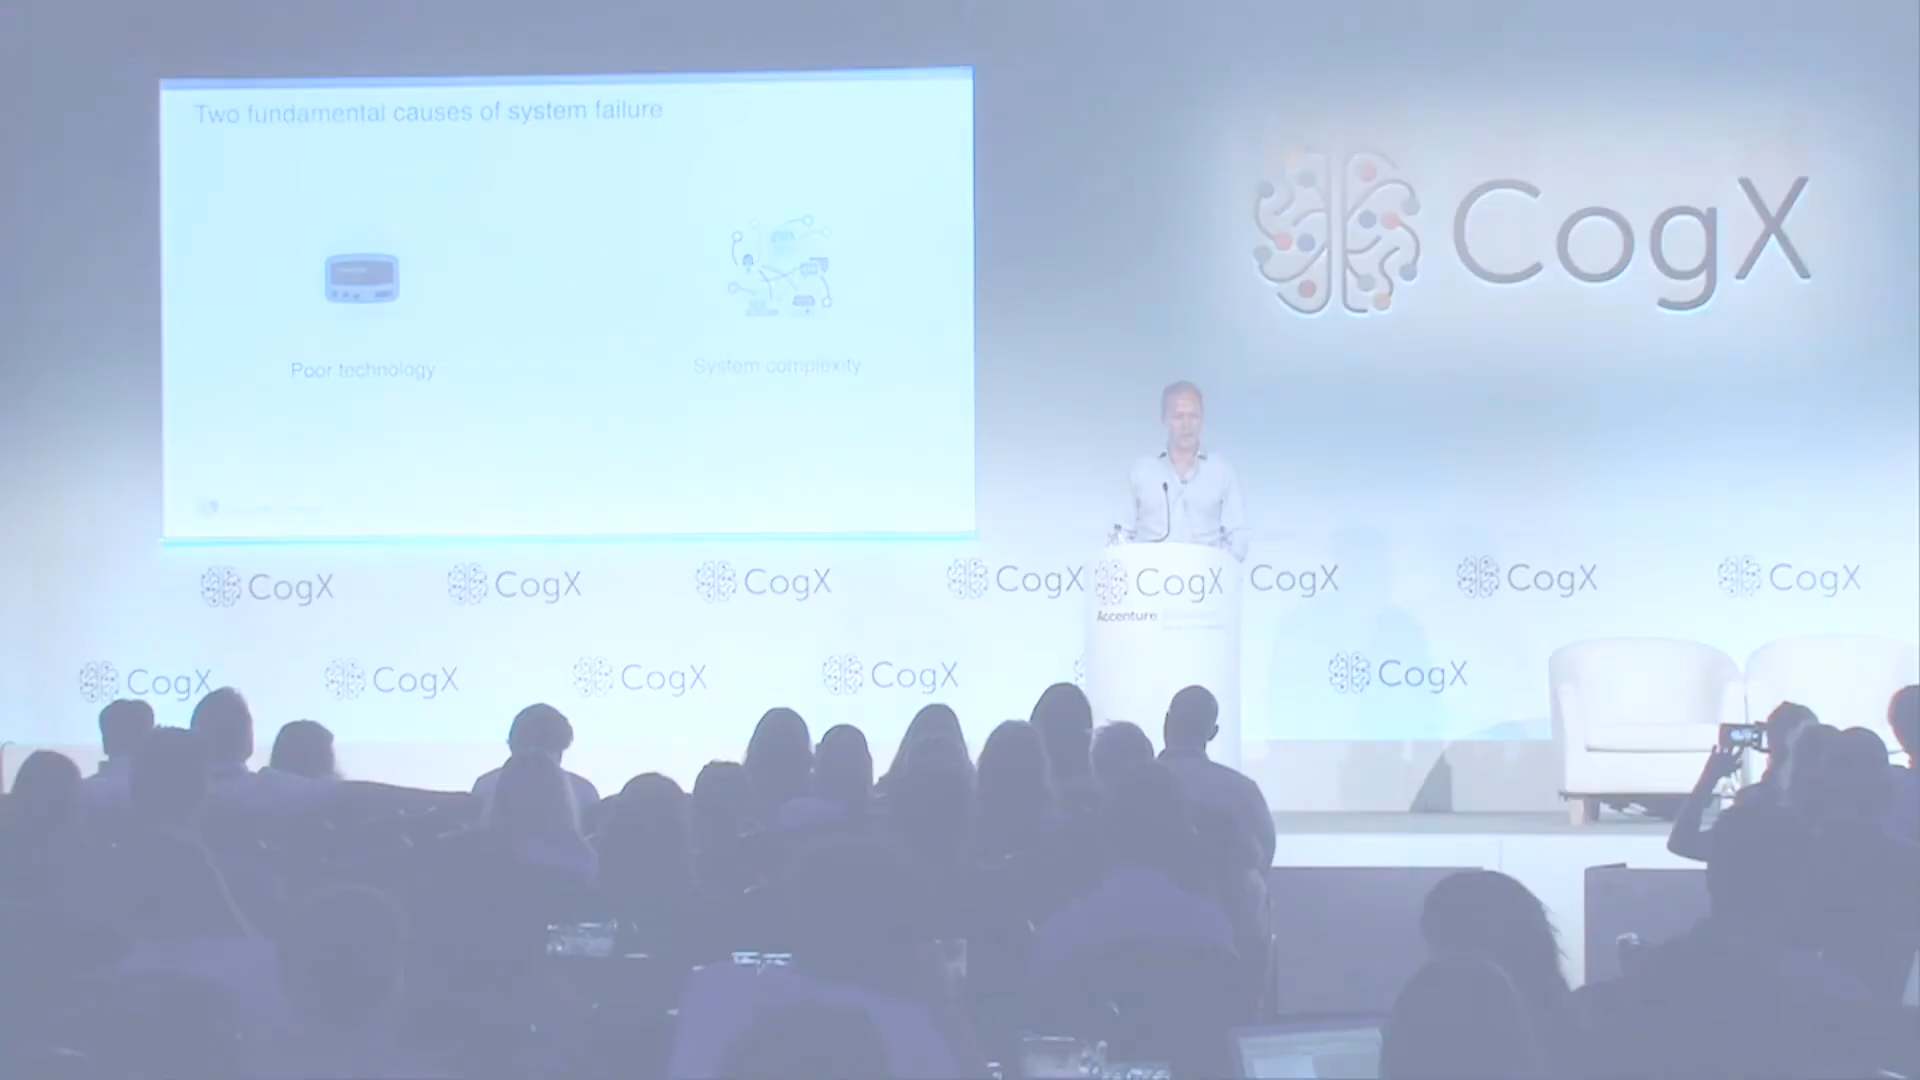 Two fundamental causes of system failure
Poor technology
System complexity
CogX
CogX
CogX
CogX
CogX
CogX
CogX
CogX
CogX
Accenture
CogX
CogX
CogX
CogX
CogX